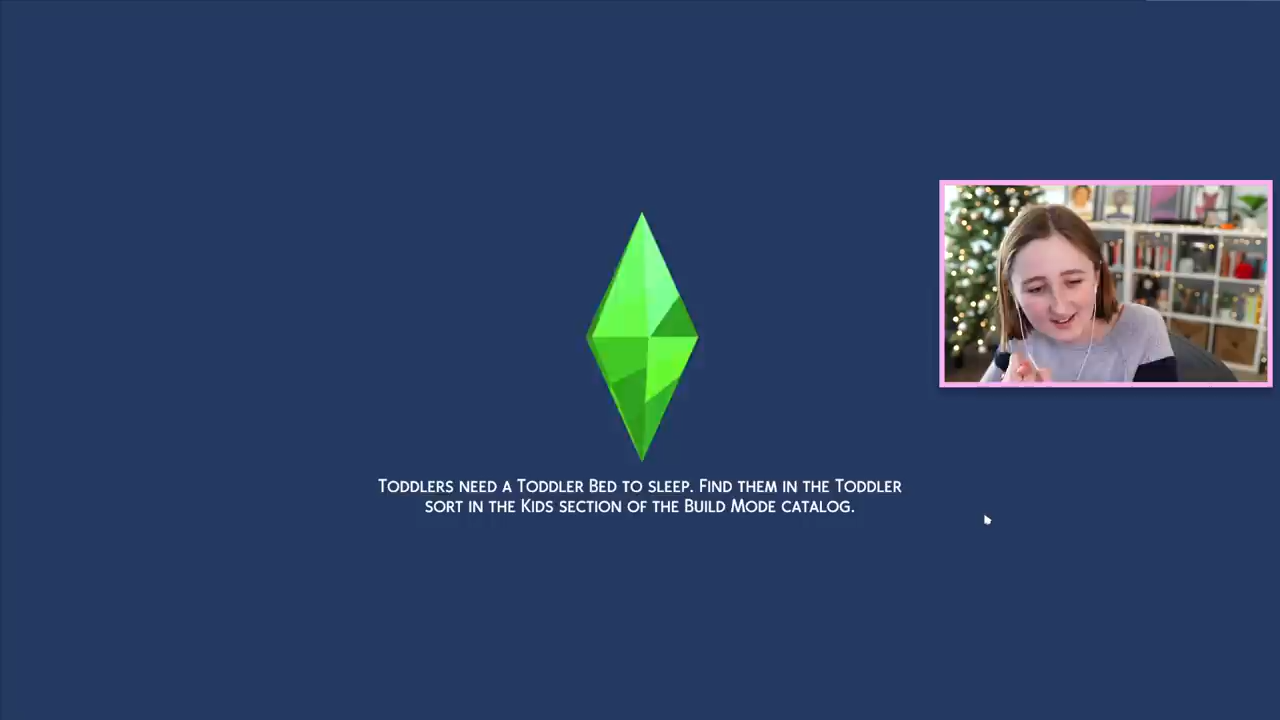 Toddlers need a Toddler Bed to sleep. Find them in the Toddler
sort in the Kids section of the Build Mode catalog.